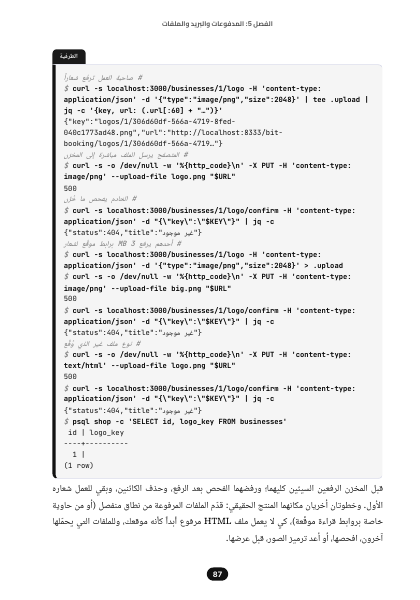 الفصل 5: المدفوعات والبريد والملفات
الطرفية
# صاحبة العمل ترفع شعاراً
$ curl -s localhost:3000/businesses/1/logo -H 'content-type:
application/json' -d '{"type":"image/png","size":2048}' | tee .upload |
jq -c '{key, url: (.url[:60] + "…")}'
{"key":"logos/1/306d60df-566a-4719-8fed-
040c1773ad48.png","url":"http://localhost:8333/bit-
booking/logos/1/306d60df-566a-4719…"}
# المتصفح يرسل الملف مباشرة إلى المخزن
$ curl -s -o /dev/null -w '%{http_code}\n' -X PUT -H 'content-type:
image/png' --upload-file logo.png "$URL"
500
# الخادم يفحص ما خُزن
$ curl -s localhost:3000/businesses/1/logo/confirm -H 'content-type:
application/json' -d "{\"key\":\"$KEY\"}" | jq -c
{"status":404,"title":"غير موجود"}
# أحدهم يرفع 3 MB برابط موقّع لشعار
$ curl -s localhost:3000/businesses/1/logo -H 'content-type:
application/json' -d '{"type":"image/png","size":2048}' > .upload
$ curl -s -o /dev/null -w '%{http_code}\n' -X PUT -H 'content-type:
image/png' --upload-file big.png "$URL"
500
$ curl -s localhost:3000/businesses/1/logo/confirm -H 'content-type:
application/json' -d "{\"key\":\"$KEY\"}" | jq -c
{"status":404,"title":"غير موجود"}
# نوع ملف غير الذي وُقّع
$ curl -s -o /dev/null -w '%{http_code}\n' -X PUT -H 'content-type:
text/html' --upload-file logo.png "$URL"
500
$ curl -s localhost:3000/businesses/1/logo/confirm -H 'content-type:
application/json' -d "{\"key\":\"$KEY\"}" | jq -c
{"status":404,"title":"غير موجود"}
$ psql shop -c 'SELECT id, logo_key FROM businesses'
id | logo_key
----+----------
1 |
(1 row)
قبل المخزن الرفعين السيئين كليهما؛ ورفضهما الفحص بعد الرفع، وحذف الكائنين، وبقي للعمل شعاره
الأول. وخطوتان أخريان مكانهما المنتج الحقيقي: قدّم الملفات المرفوعة من نطاق منفصل (أو من حاوية
خاصة بروابط قراءة موقّعة)، كي لا يعمل ملف HTML مرفوع أبداً كأنه موقعك، وللملفات التي يحمّلها
آخرون، افحصها، أو أعد ترميز الصور، قبل عرضها.
87